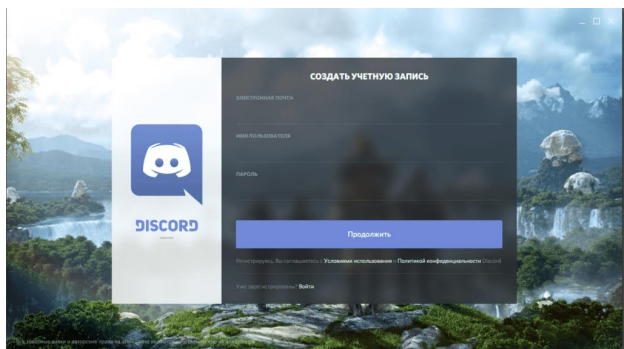 СОЗДАТЬ УЧЕТНУЮ ЗАПИСЬ
ЭЛЕКТРОННАЯ ПОЧТА
ИМЯ ПОЛЬЗОВАТЕЛЯ
ПАРОЛЬ
DISCORD
Продолжить
Регистрируясь, Вы соглашаетесь с Условиями использования и Политикой конфиденциальности Discord
Уже зарегистрированы? Войти